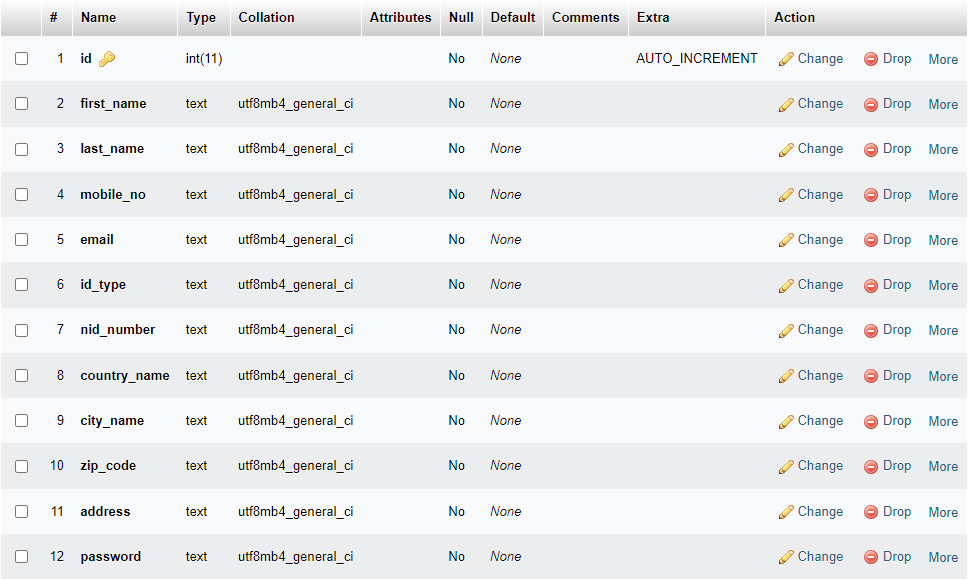 # Name Type Collation Attributes Null Default Comments Extra Action
1 id int(11) No None AUTO_INCREMENT Change Drop More
2 first_name text utf8mb4_general_ci No None Change Drop More
3 last_name text utf8mb4_general_ci No None Change Drop More
4 mobile_no text utf8mb4_general_ci No None Change Drop More
5 email text utf8mb4_general_ci No None Change Drop More
6 id_type text utf8mb4_general_ci No None Change Drop More
7 nid_number text utf8mb4_general_ci No None Change Drop More
8 country_name text utf8mb4_general_ci No None Change Drop More
9 city_name text utf8mb4_general_ci No None Change Drop More
10 zip_code text utf8mb4_general_ci No None Change Drop More
11 address text utf8mb4_general_ci No None Change Drop More
12 password text utf8mb4_general_ci No None Change Drop More